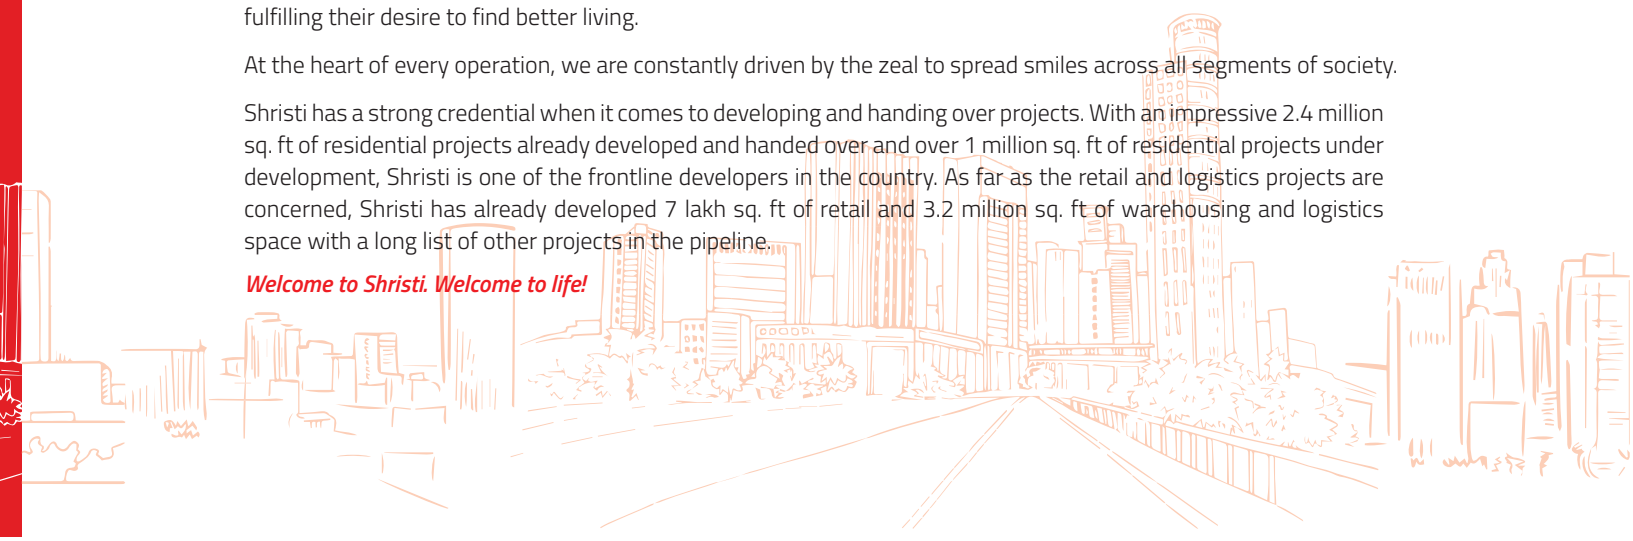 fulfilling their desire to find better living.
At the heart of every operation, we are constantly driven by the zeal to spread smiles across all segments of society.
Shristi has a strong credential when it comes to developing and handing over projects. With an impressive 2.4 million
sq. ft of residential projects already developed and handed over and over 1 million sq. ft of residential projects under
development, Shristi is one of the frontline developers in the country. As far as the retail and logistics projects are
concerned, Shristi has already developed 7 lakh sq. ft of retail and 3.2 million sq. ft of warehousing and logistics
space with a long list of other projects in the pipeline.
Welcome to Shristi. Welcome to life!